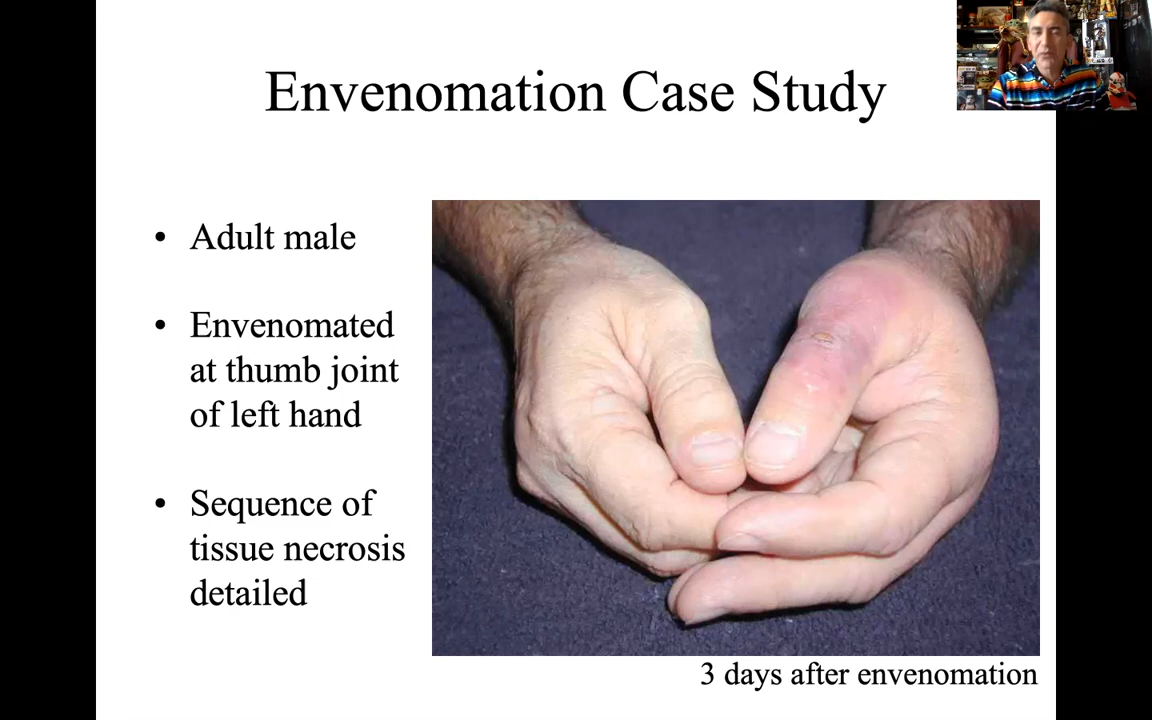 Envenomation Case Study
• Adult male
• Envenomated
at thumb joint
of left hand
• Sequence of
tissue necrosis
detailed
3 days after envenomation